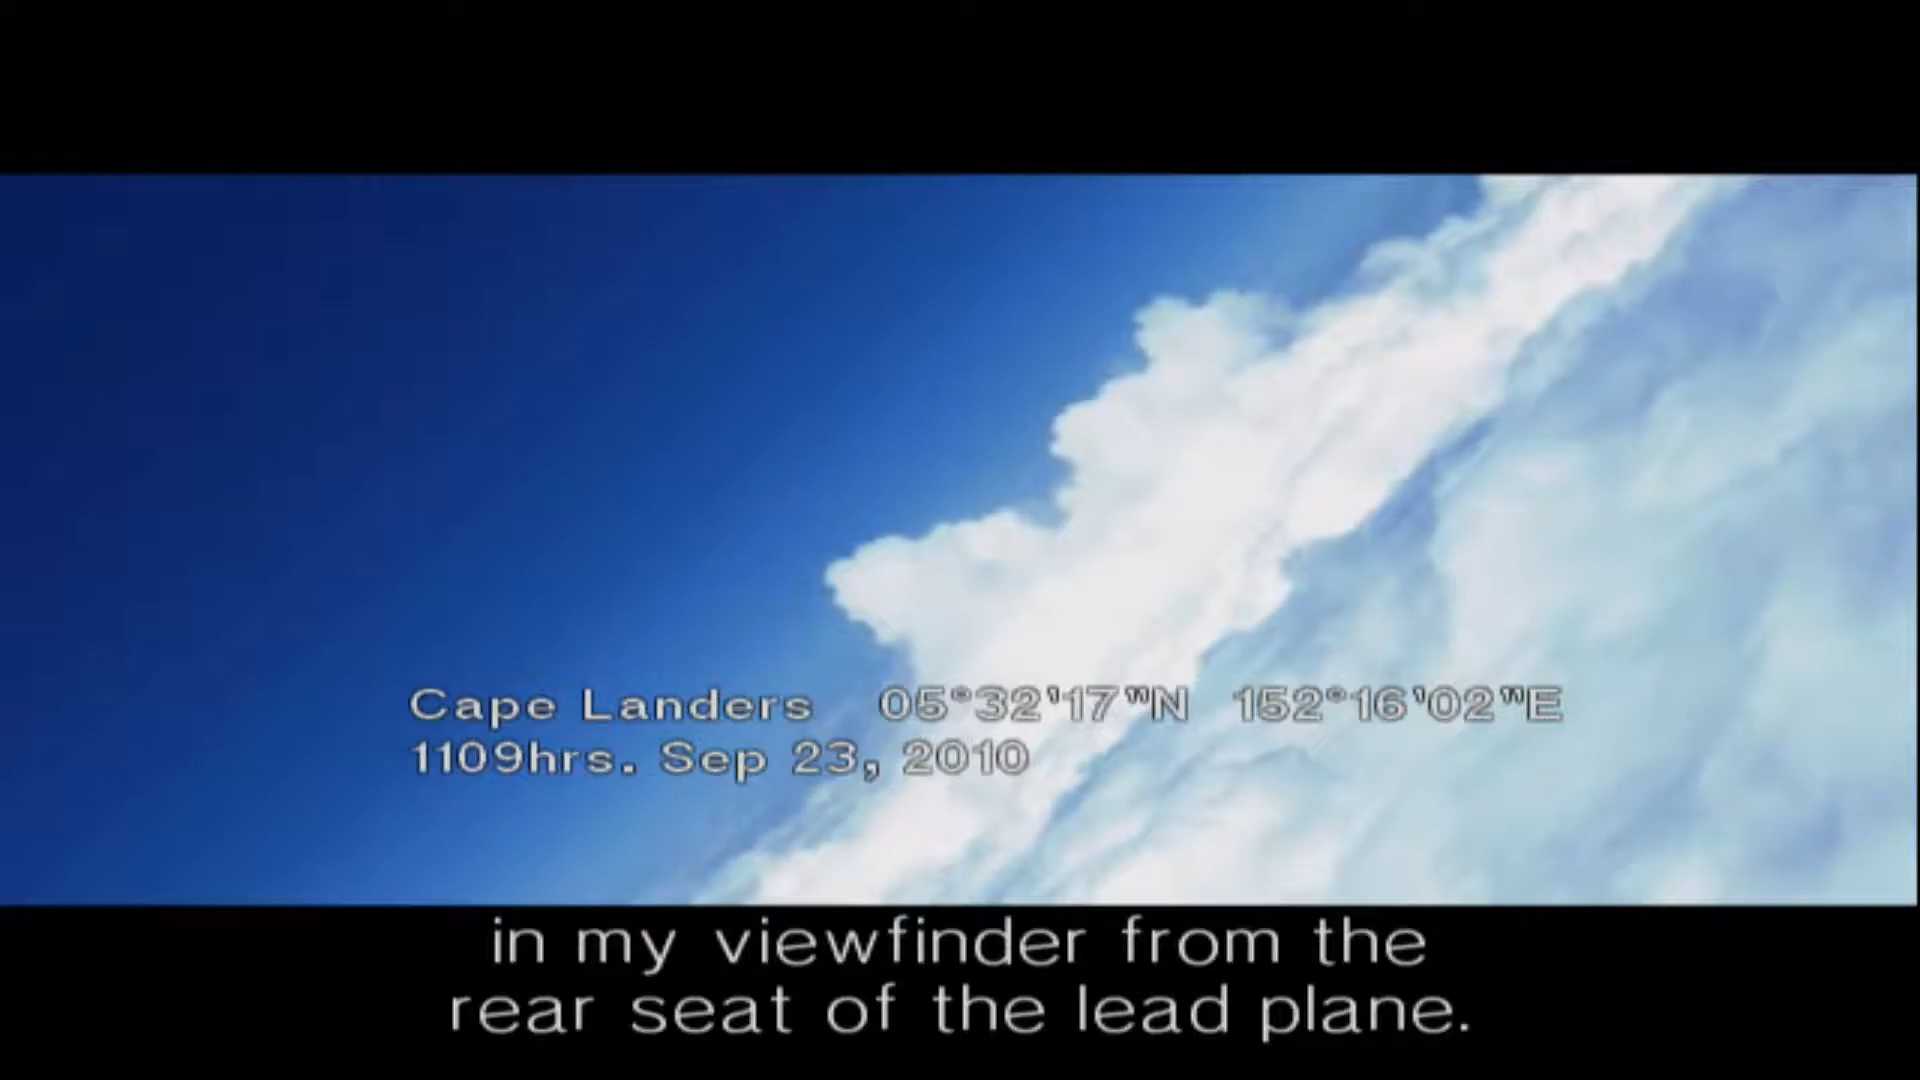 Cape Landers 05°32'17"N 152°16'02"E
1109hrs. Sep 23, 2010
in my viewfinder from the
rear seat of the lead plane.